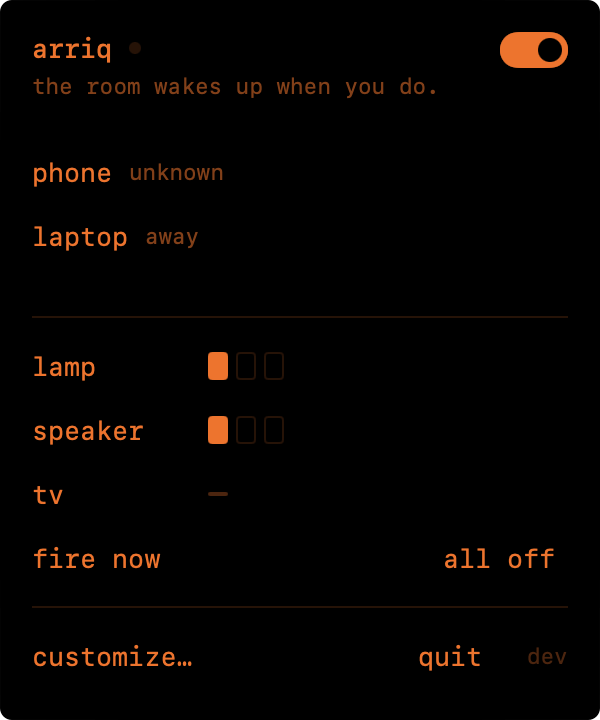 arriq
the room wakes up when you do.
phone unknown
laptop away
lamp
speaker
tv
fire now all off
customize… quit dev